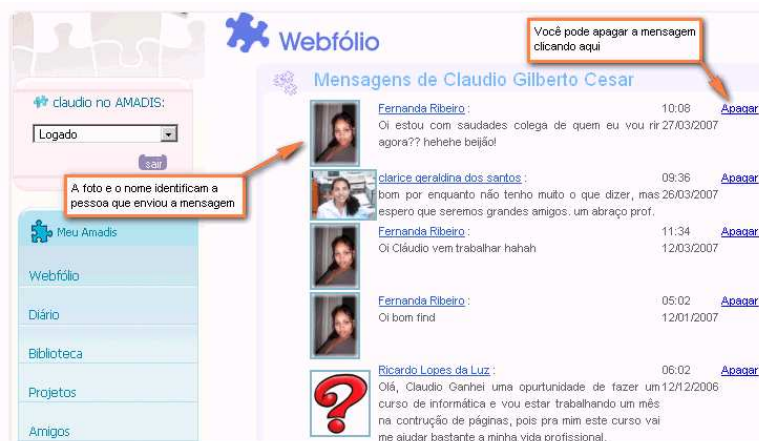 Webfólio
Você pode apagar a mensagem
clicando aqui
Mensagens de Claudio Gilberto Cesar
claudio no AMADIS:
Logado
sair
A foto e o nome identificam a
pessoa que enviou a mensagem
Meu Amadis
Webfólio
Diário
Biblioteca
Projetos
Amigos
Fernanda Ribeiro : 10:08 Apagar
Oi estou com saudades colega de quem eu vou rir 27/03/2007
agora?? hehehe beijão!
clarice geraldina dos santos : 09:36 Apagar
bom por enquanto não tenho muito o que dizer, mas 26/03/2007
espero que seremos grandes amigos. um abraço prof.
Fernanda Ribeiro : 11:34 Apagar
Oi Cláudio vem trabalhar hahah 12/03/2007
Fernanda Ribeiro : 05:02 Apagar
Oi bom find 12/01/2007
Ricardo Lopes da Luz : 06:02 Apagar
Olá, Claudio Ganhei uma opurtunidade de fazer um 12/12/2006
curso de informática e vou estar trabalhando um mês
na contrução de páginas, pois pra mim este curso vai
me ajudar bastante a minha vida profissional.